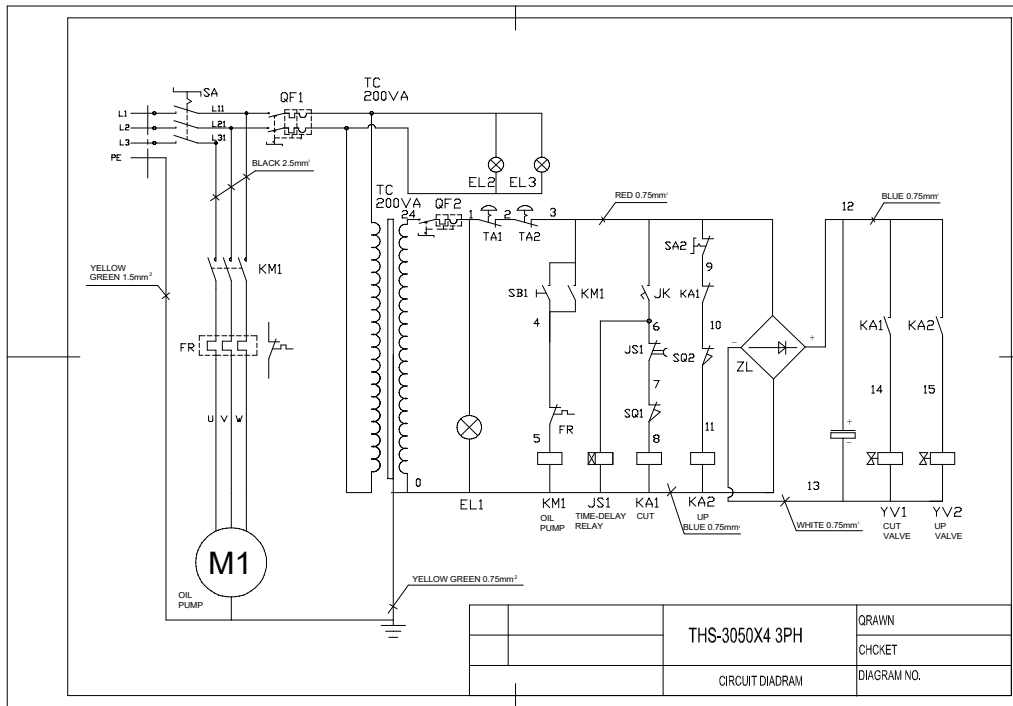 TC
200VA
SA
QF1
L1
L11
L2
L21
L3
L31
PE
BLACK 2.5mm²
EL2
EL3
TC
200VA
24
QF2
1
2
3
TA1
TA2
RED 0.75mm²
12
BLUE 0.75mm²
YELLOW
GREEN 1.5mm²
KM1
SA2
9
SB1
KM1
JK
KA1
4
6
10
KA1
KA2
FR
JS1
SQ2
ZL
-
+
7
14
15
U
V
W
SQ1
11
FR
5
8
+
-
0
13
EL1
KM1
OIL
PUMP
JS1
TIME-DELAY
RELAY
KA1
CUT
KA2
UP
BLUE 0.75mm²
WHITE 0.75mm²
YV1
CUT
VALVE
YV2
UP
VALVE
M1
OIL
PUMP
YELLOW GREEN 0.75mm²
THS-3050X4 3PH
QRAWN
CHCKET
CIRCUIT DIADRAM
DIAGRAM NO.